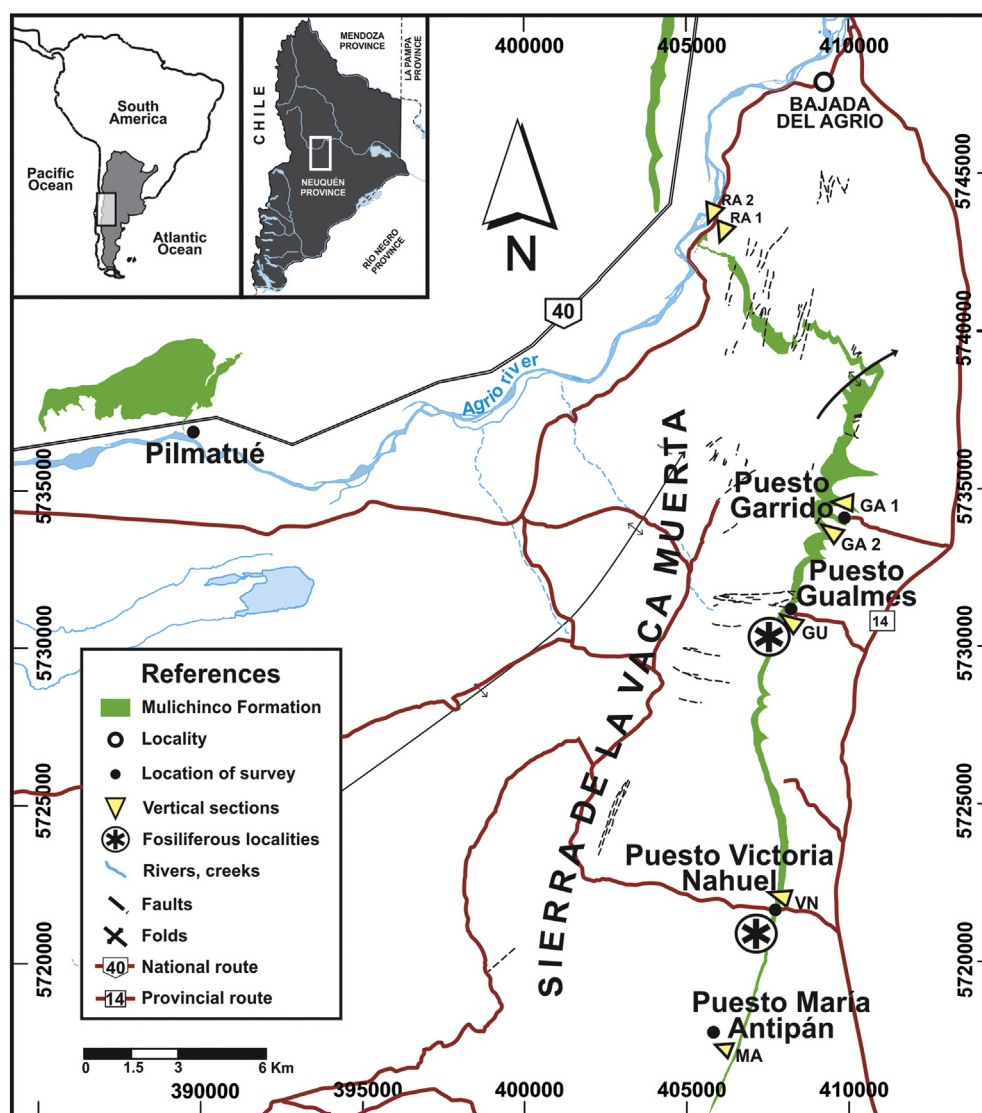 400000
405000
410000
MENDOZA
PROVINCE
LA PAMPA
PROVINCE
CHILE
South
America
Pacific
Ocean
Atlantic
Ocean
NEUQUÉN
PROVINCE
RÍO NEGRO
PROVINCE
N
BAJADA
DEL AGRIO
5745000
RA 2
RA 1
40
5740000
Agrio river
Pilmatué
5735000
5735000
Puesto
Garrido
GA 1
GA 2
Puesto
Gualmes
GU
14
5730000
5730000
SIERRA DE LA VACA MUERTA
References
Mulichinco Formation
Locality
Location of survey
Vertical sections
Fosiliferous localities
Rivers, creeks
Faults
Folds
40 National route
14 Provincial route
5725000
5725000
Puesto Victoria
Nahuel
VN
5720000
5720000
Puesto María
Antipán
MA
0 1.5 3 6 Km
390000
395000
400000
405000
410000